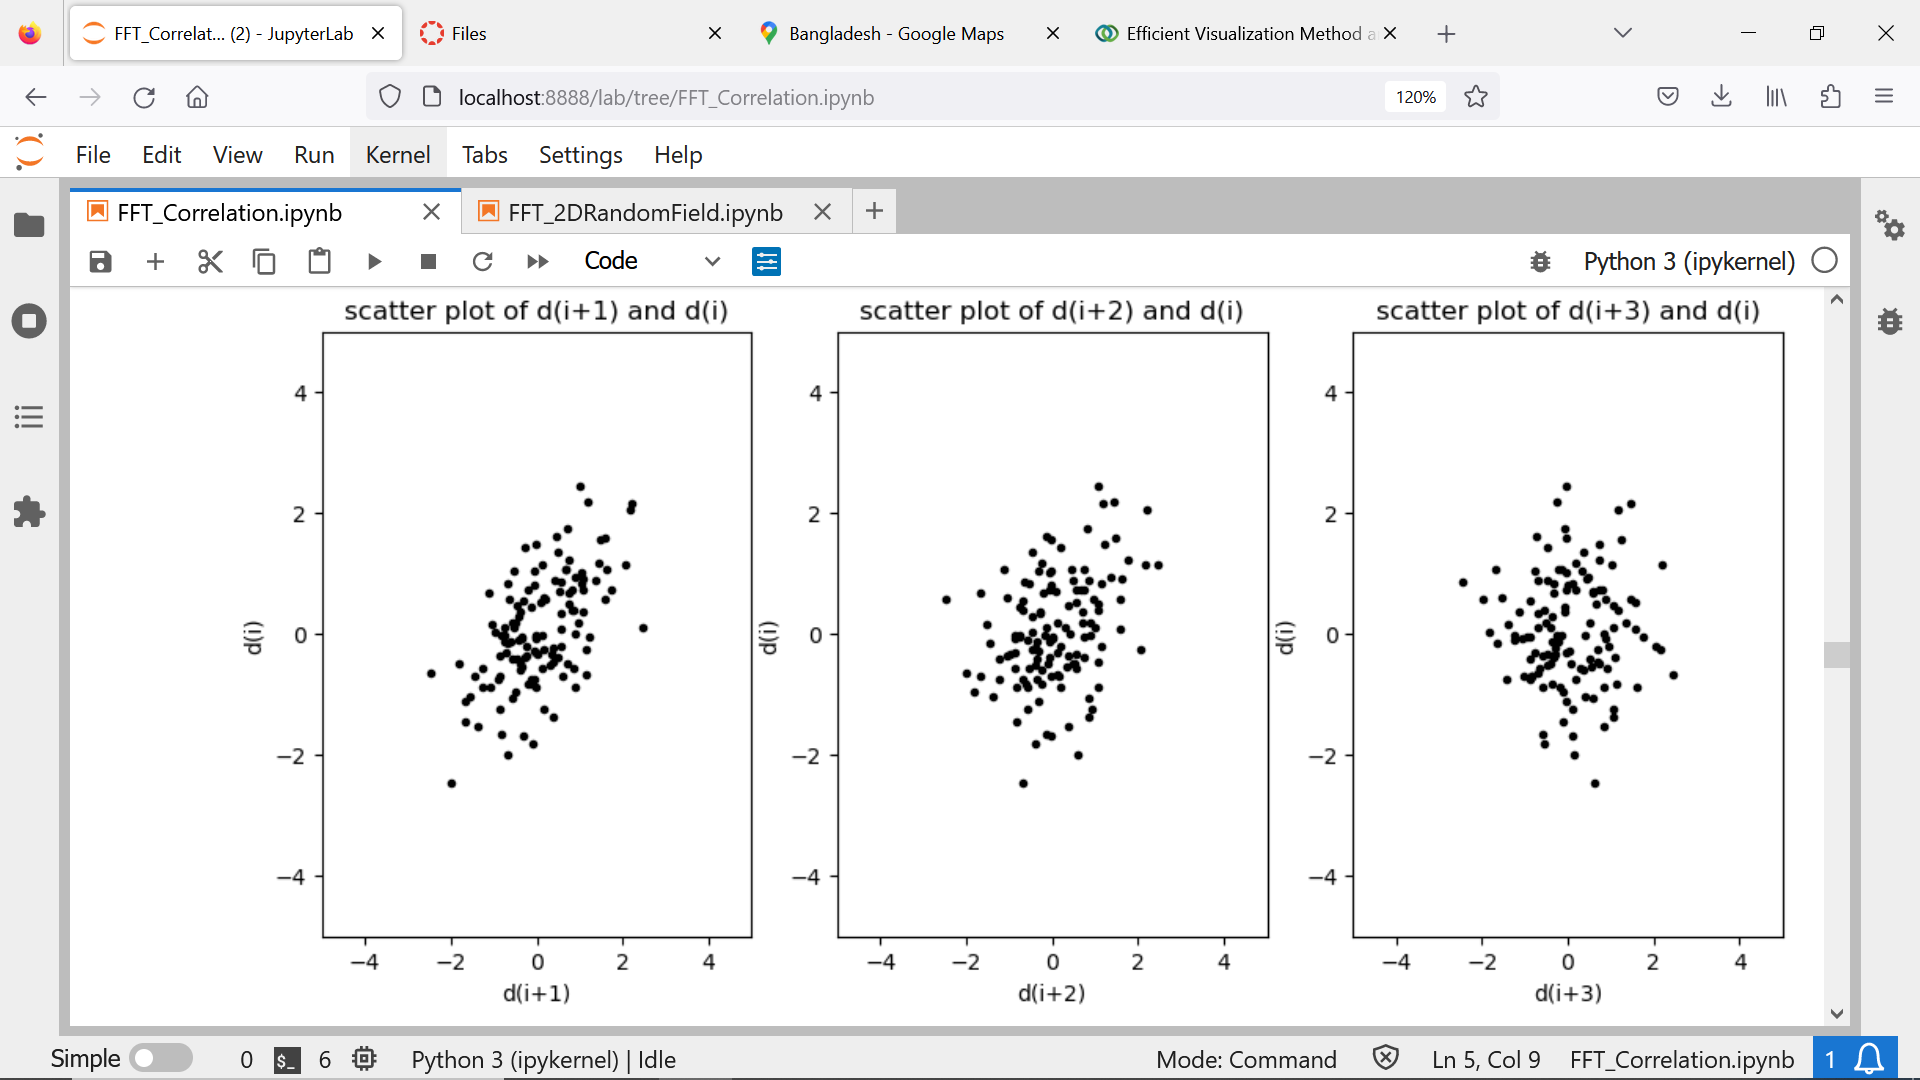 FFT_Correlat... (2) - JupyterLab
Files
Bangladesh - Google Maps
Efficient Visualization Method a
localhost:8888/lab/tree/FFT_Correlation.ipynb
120%
File Edit View Run Kernel Tabs Settings Help
FFT_Correlation.ipynb
FFT_2DRandomField.ipynb
Code
Python 3 (ipykernel)
scatter plot of d(i+1) and d(i)
4
2
0
−2
−4
d(i)
−4 −2 0 2 4
d(i+1)
scatter plot of d(i+2) and d(i)
4
2
0
−2
−4
d(i)
−4 −2 0 2 4
d(i+2)
scatter plot of d(i+3) and d(i)
4
2
0
−2
−4
d(i)
−4 −2 0 2 4
d(i+3)
Simple 0 $_ 6 Python 3 (ipykernel) | Idle
Mode: Command Ln 5, Col 9 FFT_Correlation.ipynb 1